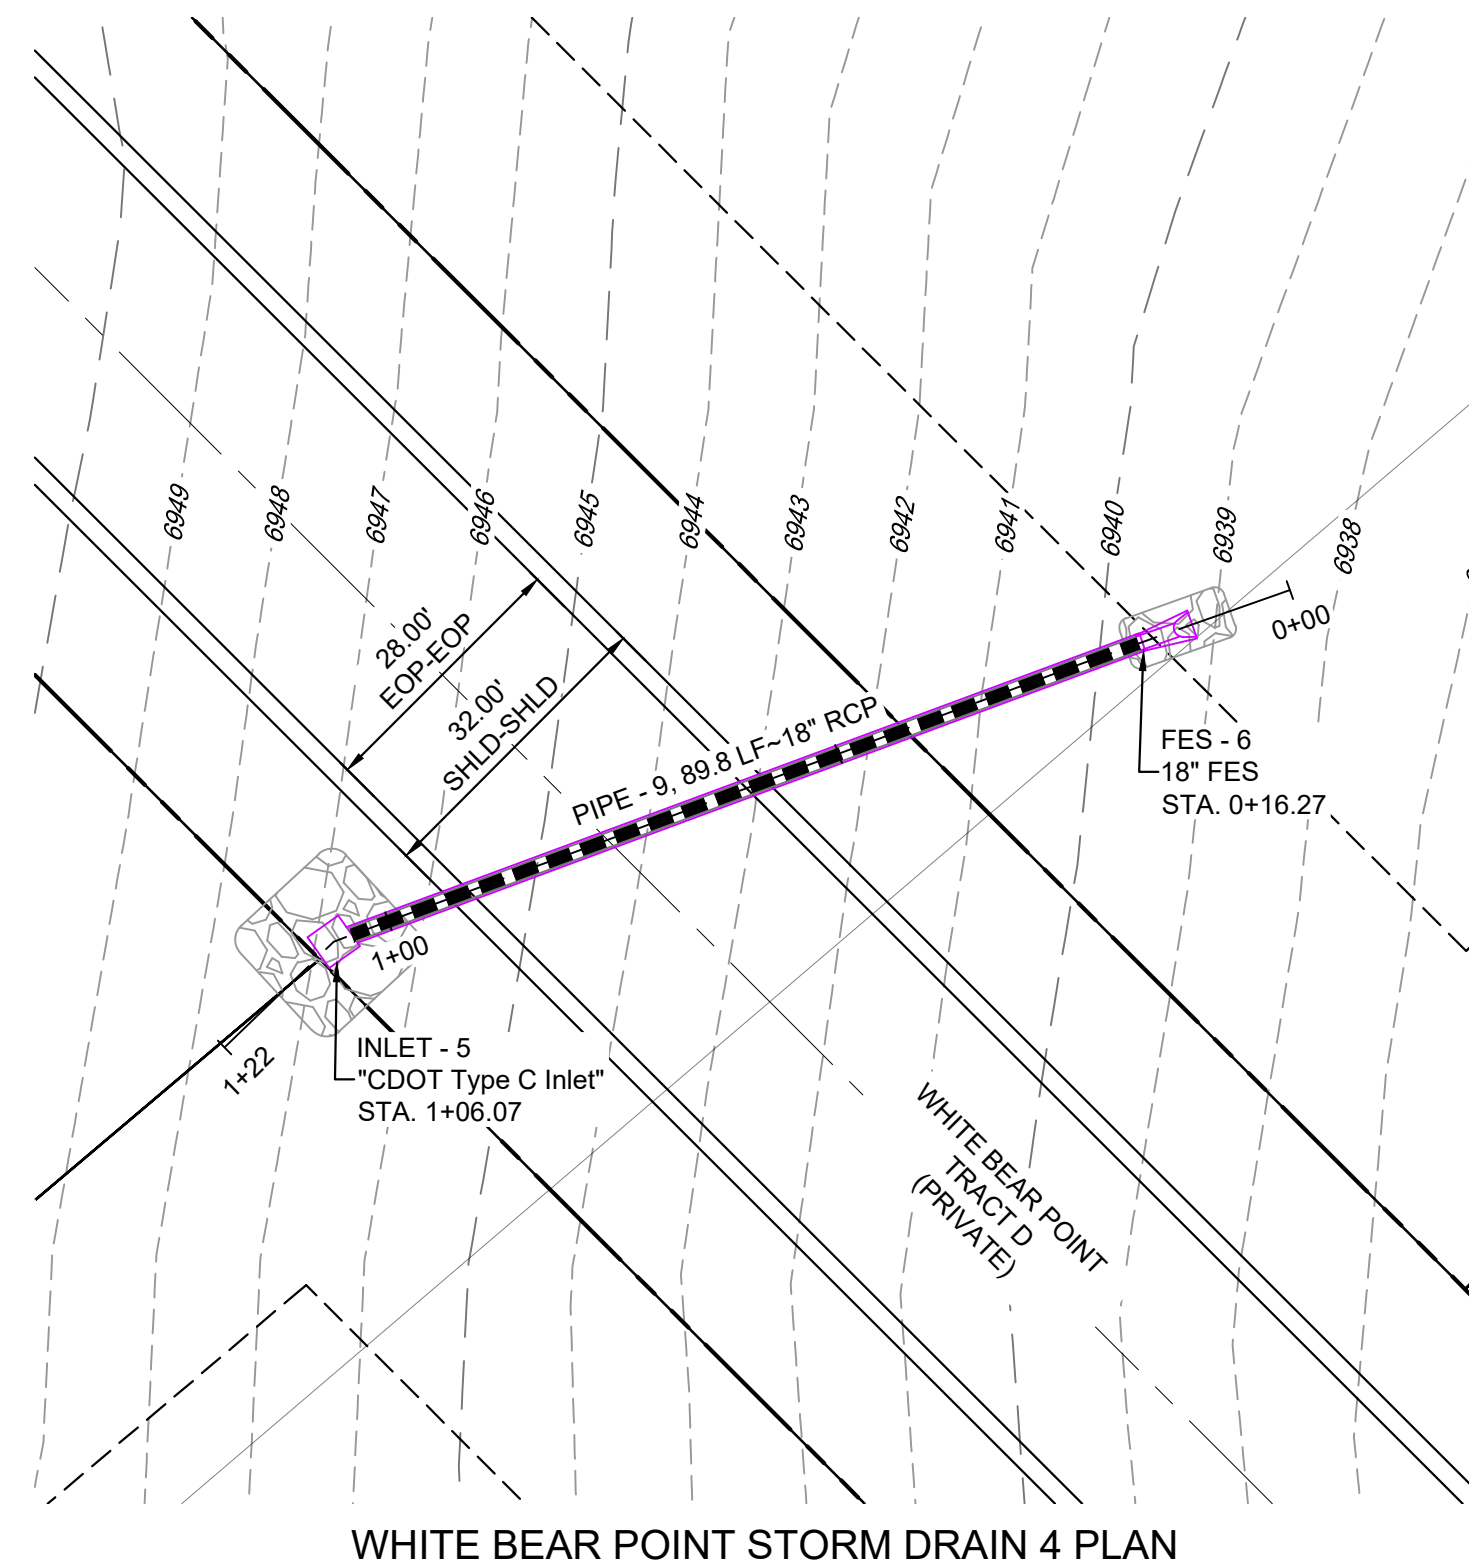 6949
6948
6947
6946
6945
6944
6943
6942
6941
6940
6939
6938
28.00'
EOP-EOP
32.00'
SHLD-SHLD
PIPE - 9, 89.8 LF~18" RCP
0+00
FES - 6
18" FES
STA. 0+16.27
1+00
1+22
INLET - 5
"CDOT Type C Inlet"
STA. 1+06.07
WHITE BEAR POINT
TRACT D
(PRIVATE)
WHITE BEAR POINT STORM DRAIN 4 PLAN